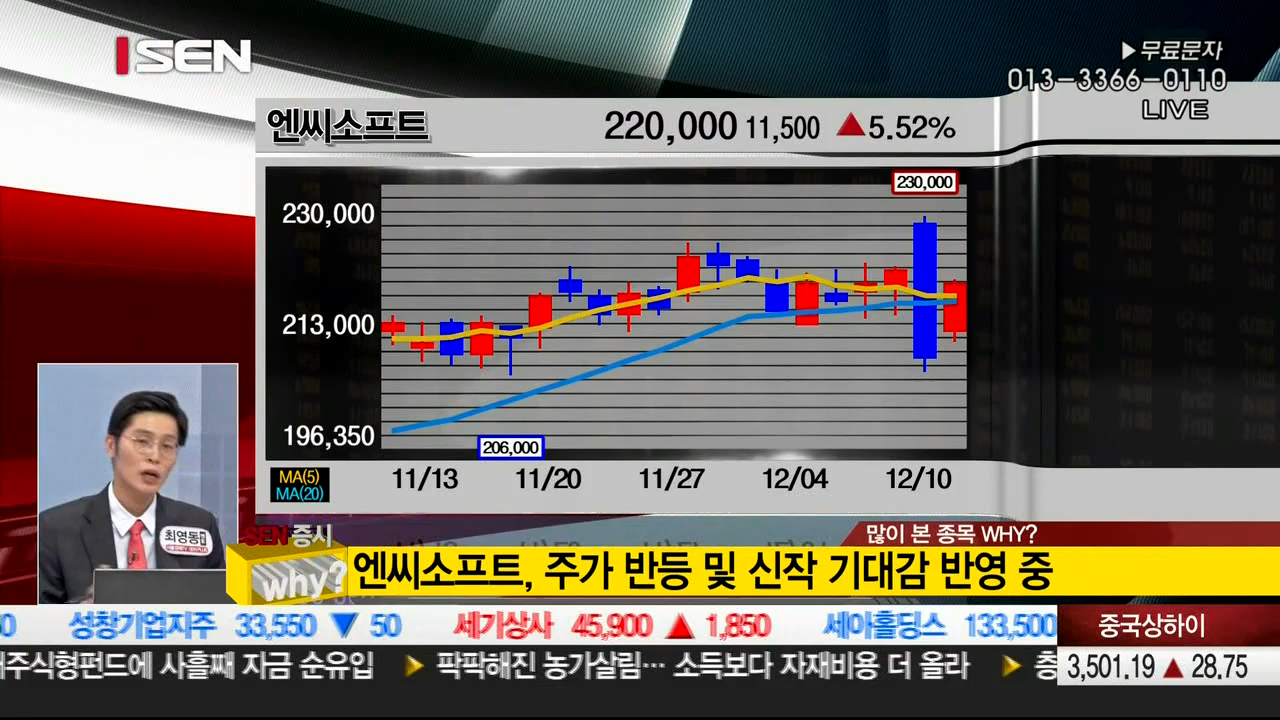 SEN
▶무료문자
013-3366-0110
LIVE
엔씨소프트 220,000 11,500 ▲5.52%
230,000
230,000
213,000
196,350
206,000
MA(5)
MA(20)
11/13 11/20 11/27 12/04 12/10
최영동
SEN 증시
why?
많이 본 종목 WHY?
엔씨소프트, 주가 반등 및 신작 기대감 반영 중
성창기업지주 33,550 ▼ 50 세기상사 45,900 ▲ 1,850 세아홀딩스 133,500
중국상하이
주식형펀드에 사흘째 자금 순유입 ▶ 팍팍해진 농가살림… 소득보다 자재비용 더 올라 ▶
3,501.19 ▲ 28.75